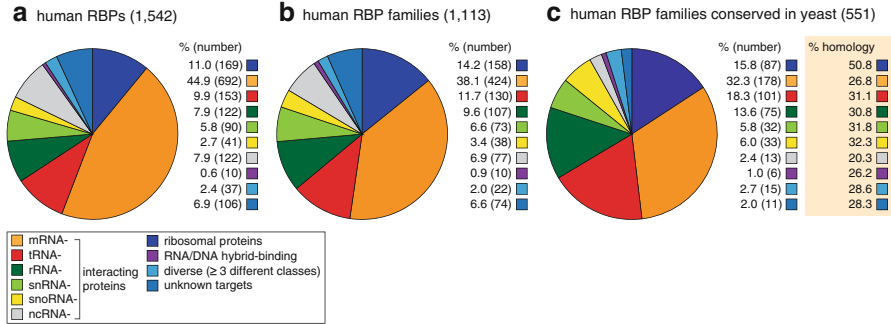 a human RBPs (1,542)
% (number)
11.0 (169)
44.9 (692)
9.9 (153)
7.9 (122)
5.8 (90)
2.7 (41)
7.9 (122)
0.6 (10)
2.4 (37)
6.9 (106)
b human RBP families (1,113)
% (number)
14.2 (158)
38.1 (424)
11.7 (130)
9.6 (107)
6.6 (73)
3.4 (38)
6.9 (77)
0.9 (10)
2.0 (22)
6.6 (74)
c human RBP families conserved in yeast (551)
% (number)
15.8 (87)
32.3 (178)
18.3 (101)
13.6 (75)
5.8 (32)
6.0 (33)
2.4 (13)
1.0 (6)
2.7 (15)
2.0 (11)
% homology
50.8
26.8
31.1
30.8
31.8
32.3
20.3
26.2
28.6
28.3
mRNA-
tRNA-
rRNA-
snRNA-
snoRNA-
ncRNA-
interacting
proteins
ribosomal proteins
RNA/DNA hybrid-binding
diverse (≥ 3 different classes)
unknown targets